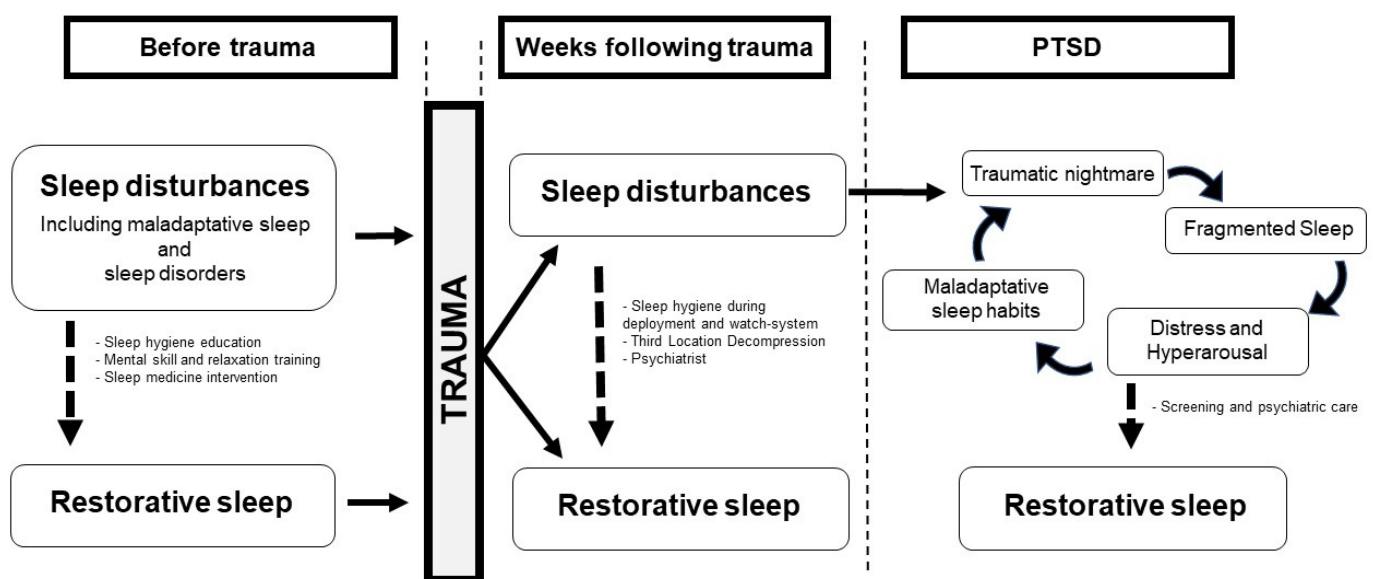 Before trauma
Weeks following trauma
PTSD
Sleep disturbances
Including maladaptative sleep
and
sleep disorders
- Sleep hygiene education
- Mental skill and relaxation training
- Sleep medicine intervention
Restorative sleep
TRAUMA
Sleep disturbances
- Sleep hygiene during
deployment and watch-system
- Third Location Decompression
- Psychiatrist
Restorative sleep
Traumatic nightmare
Fragmented Sleep
Maladaptative
sleep habits
Distress and
Hyperarousal
- Screening and psychiatric care
Restorative sleep